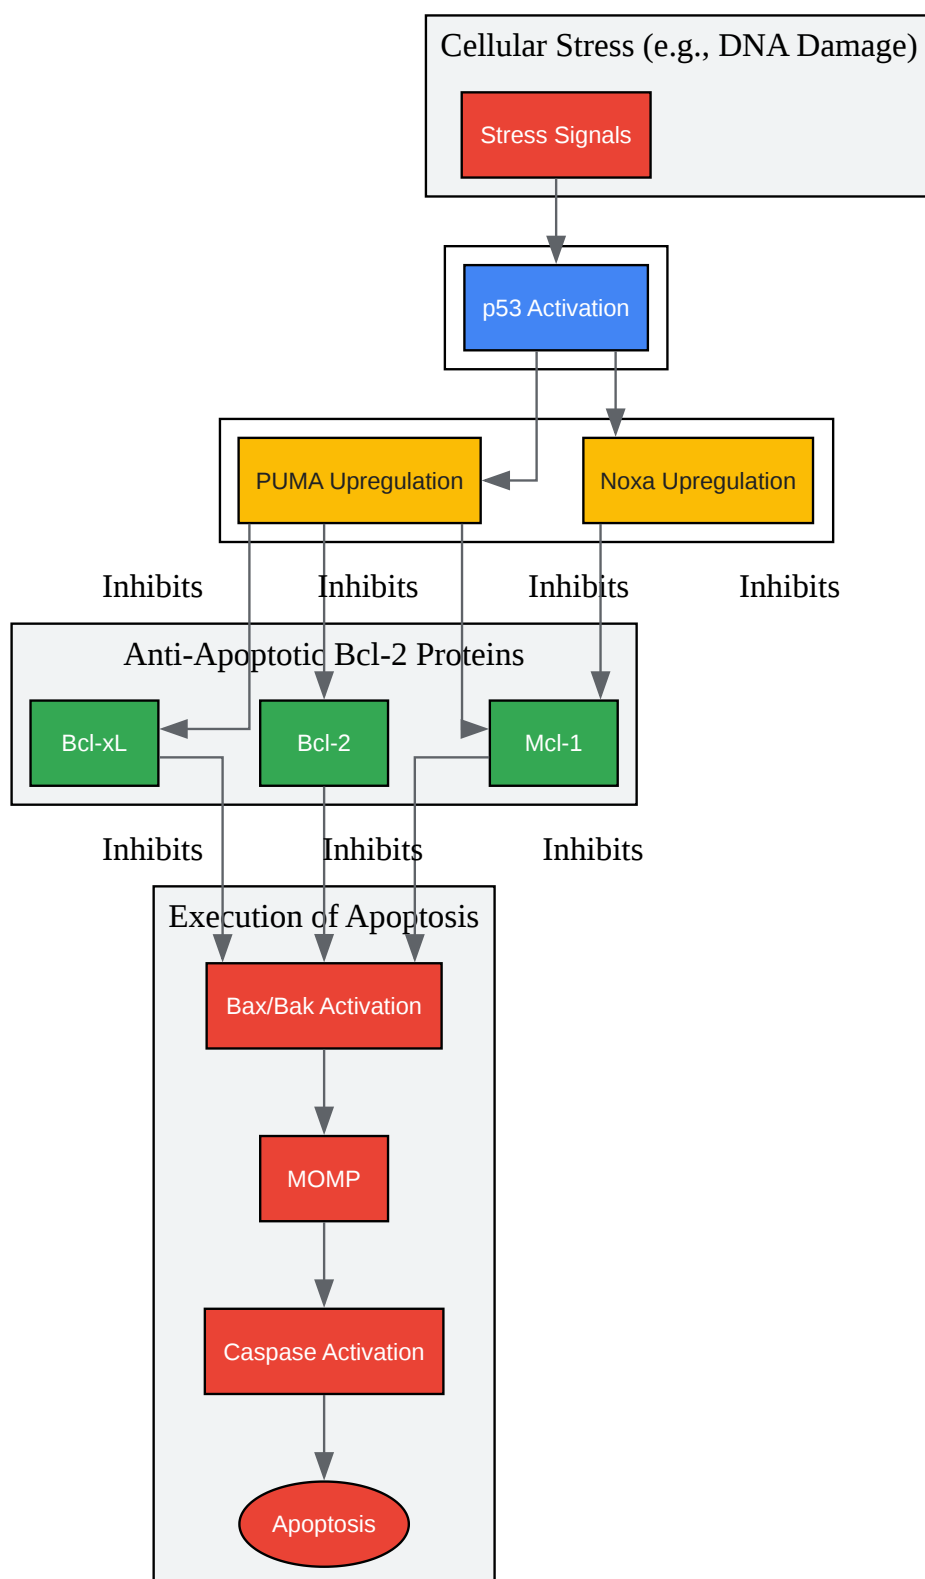 Cellular Stress (e.g., DNA Damage)
Stress Signals
p53 Activation
PUMA Upregulation
Noxa Upregulation
Inhibits
Inhibits
Inhibits
Inhibits
Anti-Apoptotic Bcl-2 Proteins
Bcl-xL
Bcl-2
Mcl-1
Inhibits
Inhibits
Inhibits
Execution of Apoptosis
Bax/Bak Activation
MOMP
Caspase Activation
Apoptosis